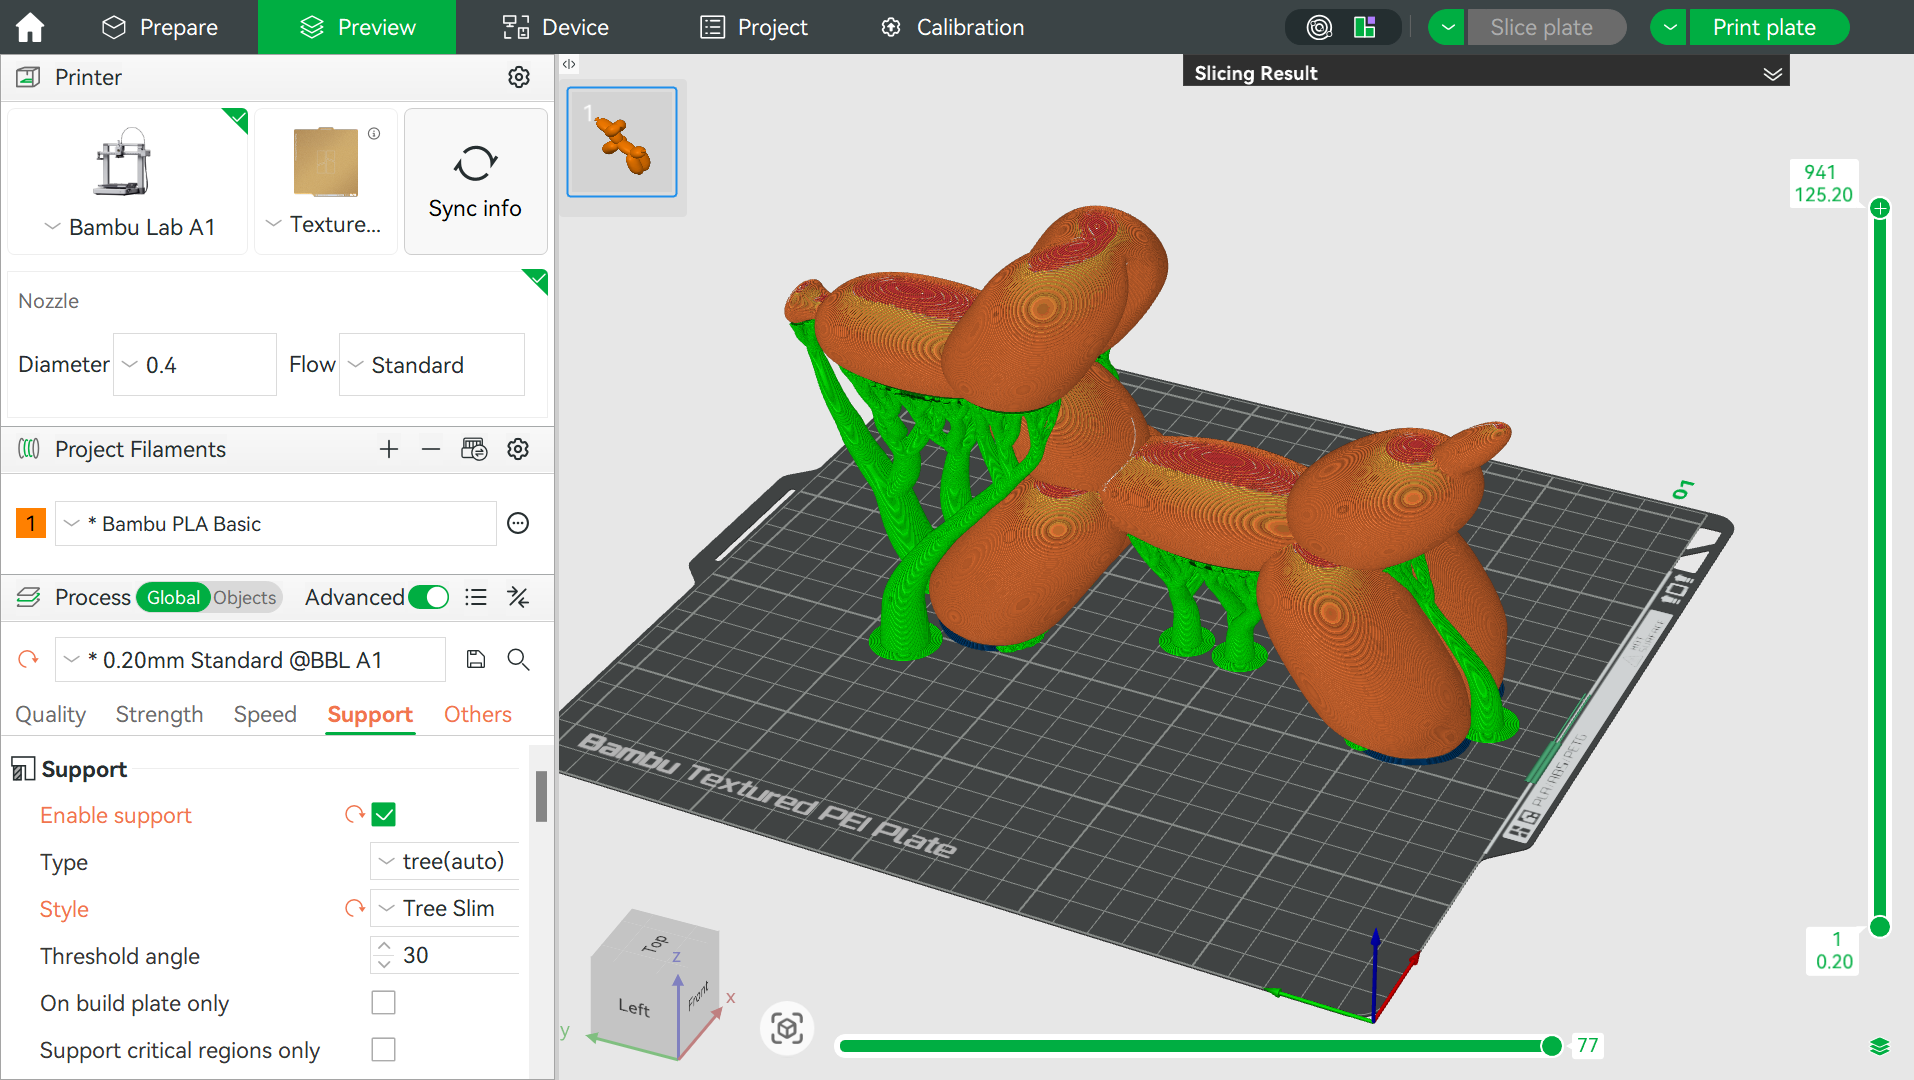 Prepare
Preview
Device
Project
Calibration
Slice plate
Print plate
Printer
Slicing Result
Bambu Lab A1
Texture...
Sync info
1
941
125.20
Nozzle
Diameter
0.4
Flow
Standard
Project Filaments
1
* Bambu PLA Basic
Process
Global
Objects
Advanced
* 0.20mm Standard @BBL A1
Quality
Strength
Speed
Support
Others
Support
Enable support
Type
tree(auto)
Style
Tree Slim
Threshold angle
30
On build plate only
Support critical regions only
Bambu Textured PEI Plate
PLA/ABS/PETG
Top
Left
Front
z
x
y
1
0.20
77